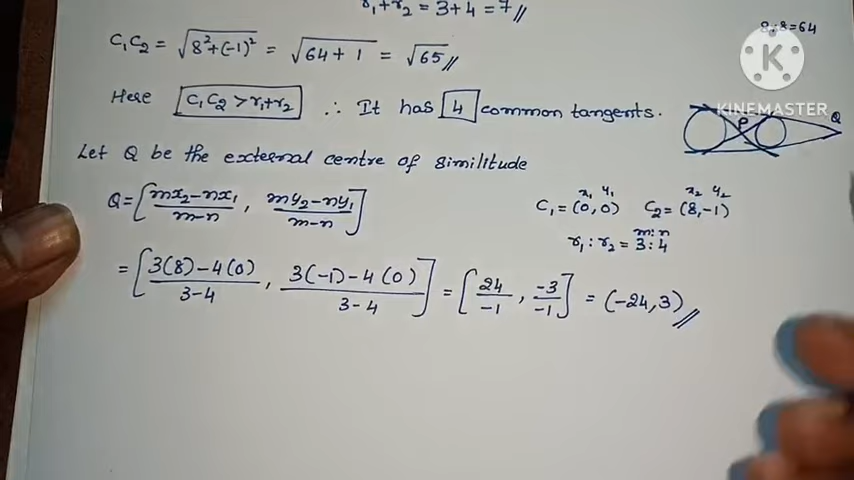 r₁+r₂ = 3+4 = 7//
8×8=64
C₁C₂ = √8²+(-1)² = √64+1 = √65//
K
KINEMASTER
Here C₁C₂ > r₁+r₂ ∴ It has 4 common tangents.
P Q
Let Q be the external centre of similitude
Q = [mx₂-nx₁/m-n, my₂-ny₁/m-n]
x₁ y₁ x₂ y₂
C₁ = (0,0) C₂ = (8,-1)
m:n
r₁:r₂ = 3:4
= [3(8)-4(0)/3-4, 3(-1)-4(0)/3-4] = [24/-1, -3/-1] = (-24,3)//